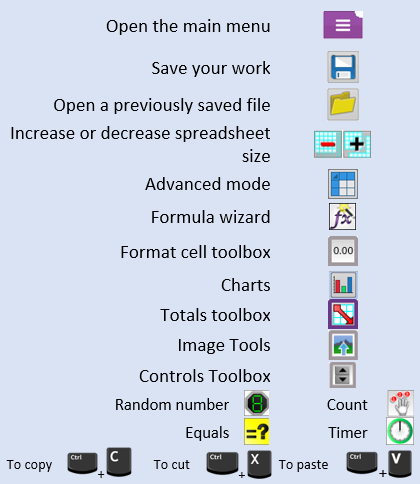 Open the main menu
Save your work
Open a previously saved file
Increase or decrease spreadsheet
size
Advanced mode
Formula wizard
fx
Format cell toolbox 0.00
Charts
Totals toolbox
Image Tools
Controls Toolbox
Random number Count
Equals =? Timer
To copy Ctrl + C To cut Ctrl + X To paste Ctrl + V